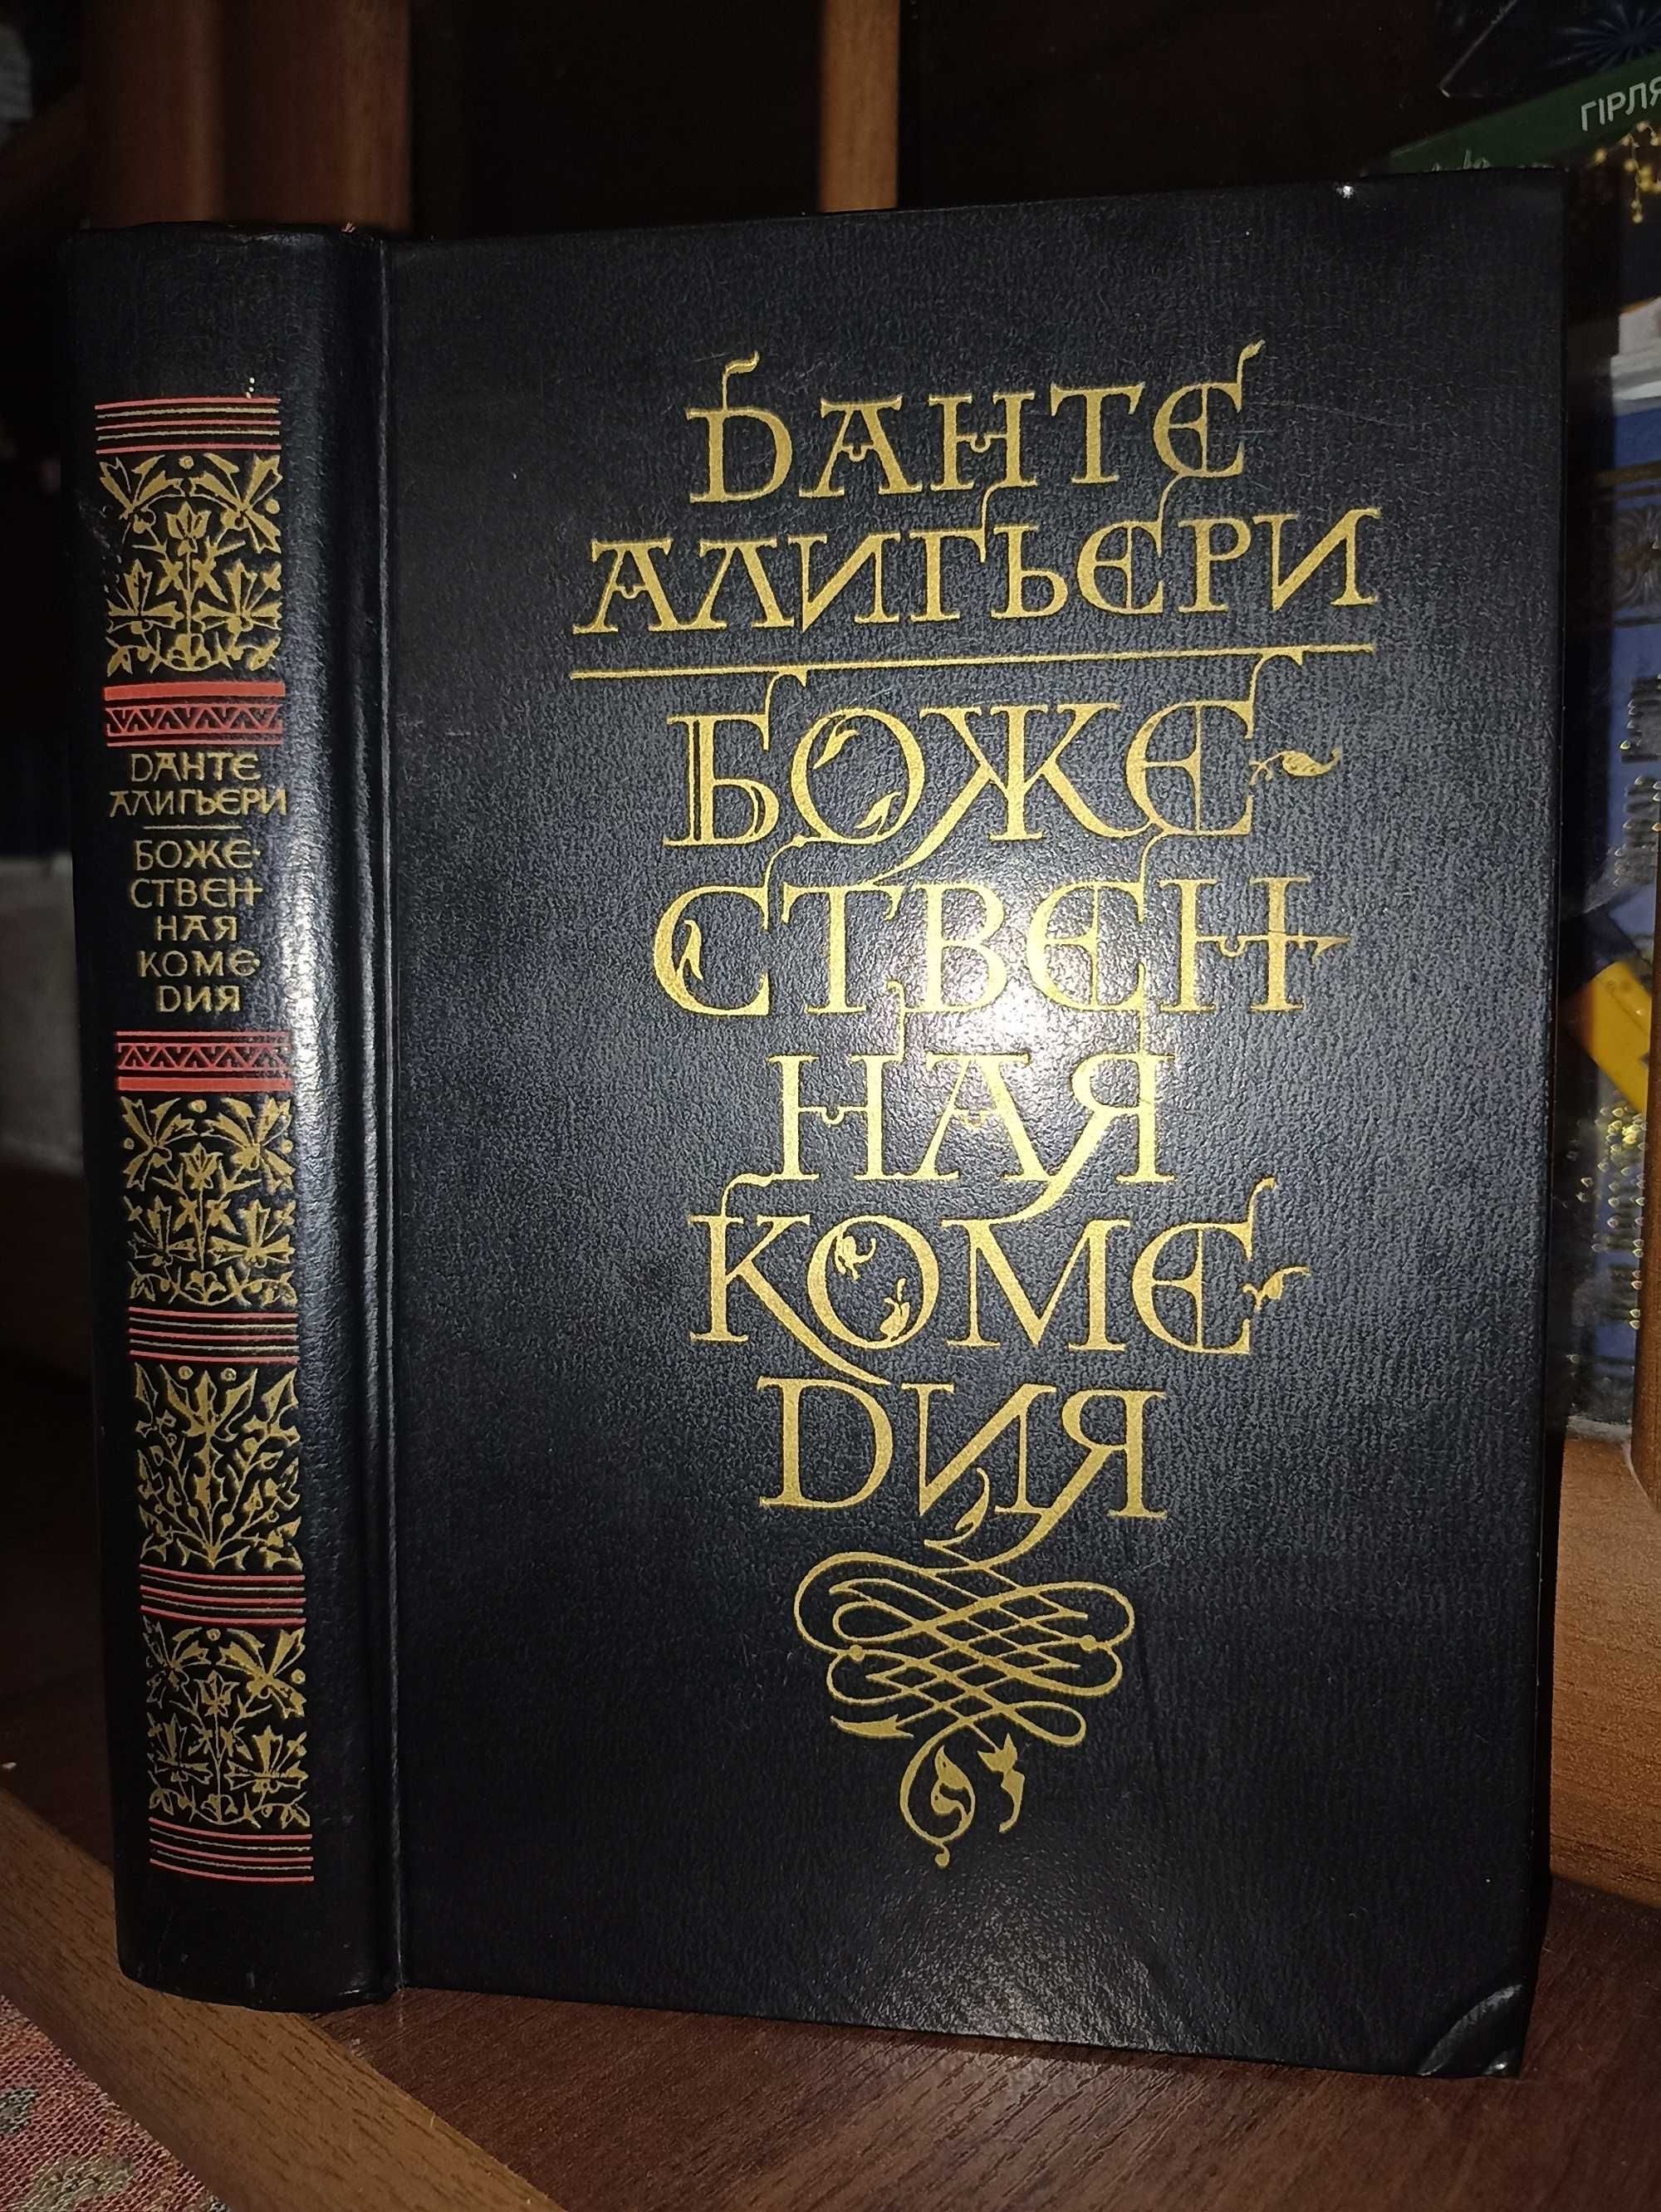 ДАНТЕ
АЛИГЬЕРИ
БОЖЕ-
СТВЕН-
НАЯ
КОМЕ-
ДИЯ
ДАНТЕ
АЛИГЬЕРИ
БОЖЕ-
СТВЕН-
НАЯ
КОМЕ-
ДИЯ